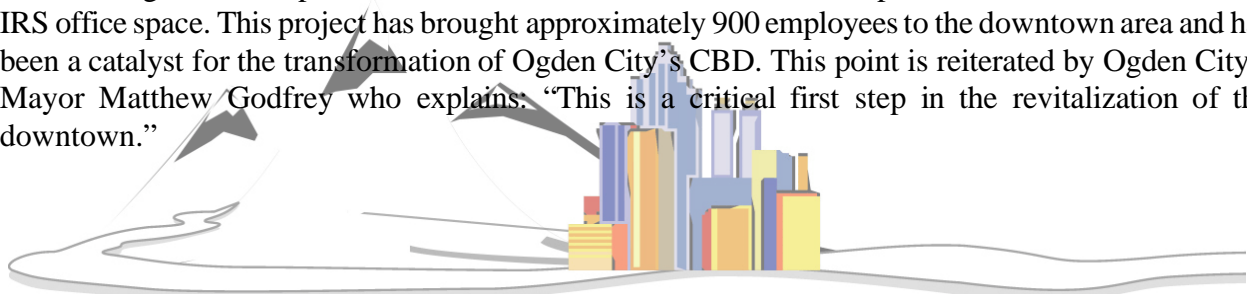 IRS office space. This project has brought approximately 900 employees to the downtown area and h
been a catalyst for the transformation of Ogden City’s CBD. This point is reiterated by Ogden City
Mayor Matthew Godfrey who explains: “This is a critical first step in the revitalization of th
downtown.”